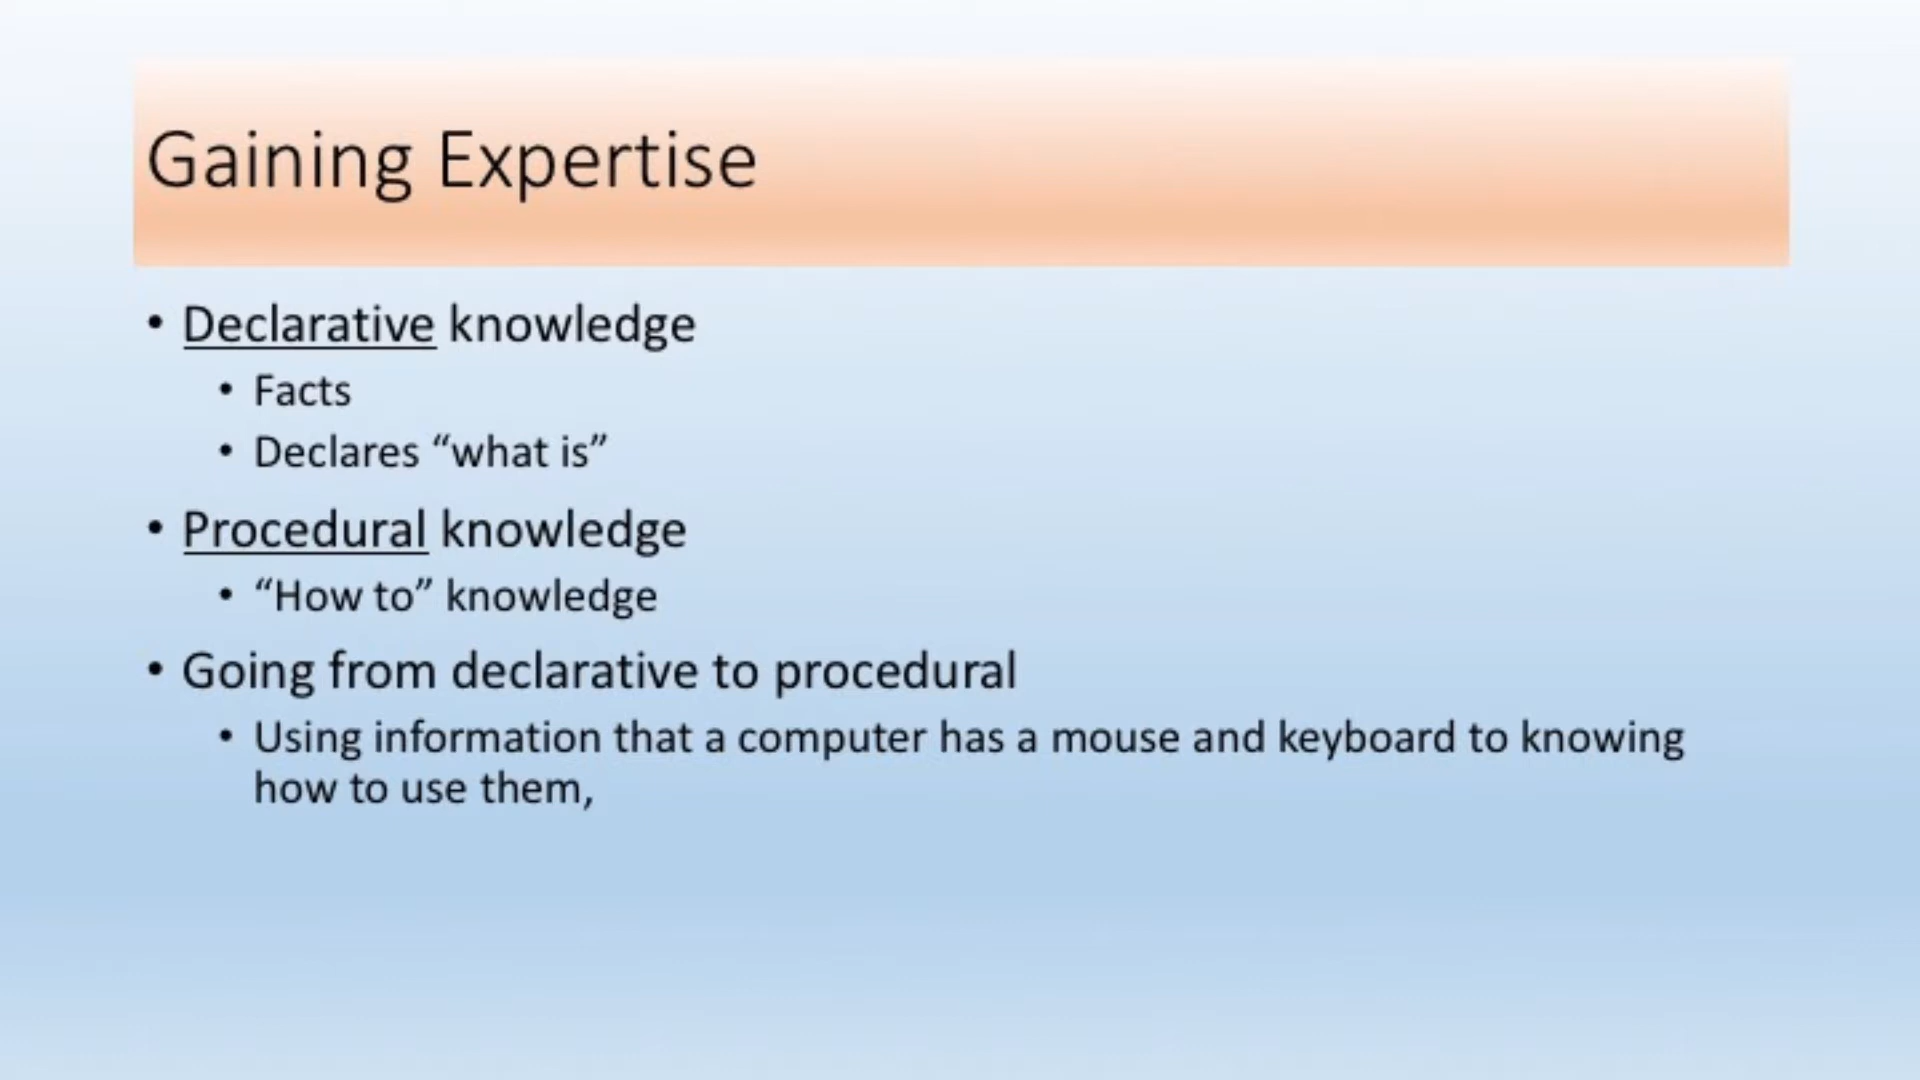 Gaining Expertise
• Declarative knowledge
• Facts
• Declares “what is”
• Procedural knowledge
• “How to” knowledge
• Going from declarative to procedural
• Using information that a computer has a mouse and keyboard to knowing
how to use them,